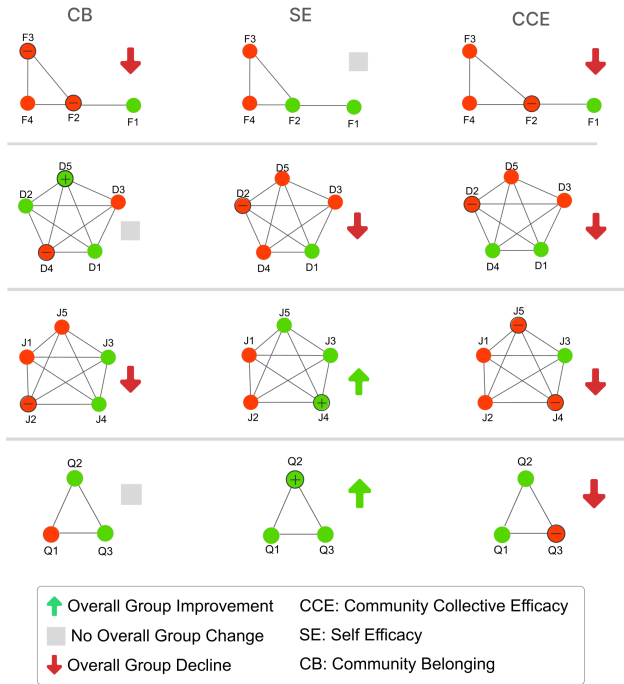 CB SE CCE
F3 F3 F3
F4 F2 F1 F4 F2 F1 F4 F2 F1
D5 D5 D5
D2 D3 D2 D3 D2 D3
D4 D1 D4 D1 D4 D1
J5 J5 J5
J1 J3 J1 J3 J1 J3
J2 J4 J2 J4 J2 J4
Q2 Q2 Q2
Q1 Q3 Q1 Q3 Q1 Q3
Overall Group Improvement CCE: Community Collective Efficacy
No Overall Group Change SE: Self Efficacy
Overall Group Decline CB: Community Belonging